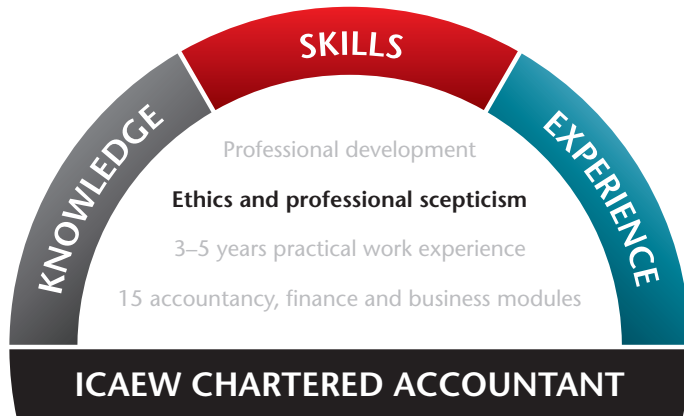 SKILLS
KNOWLEDGE
EXPERIENCE
Professional development
Ethics and professional scepticism
3–5 years practical work experience
15 accountancy, finance and business modules
ICAEW CHARTERED ACCOUNTANT